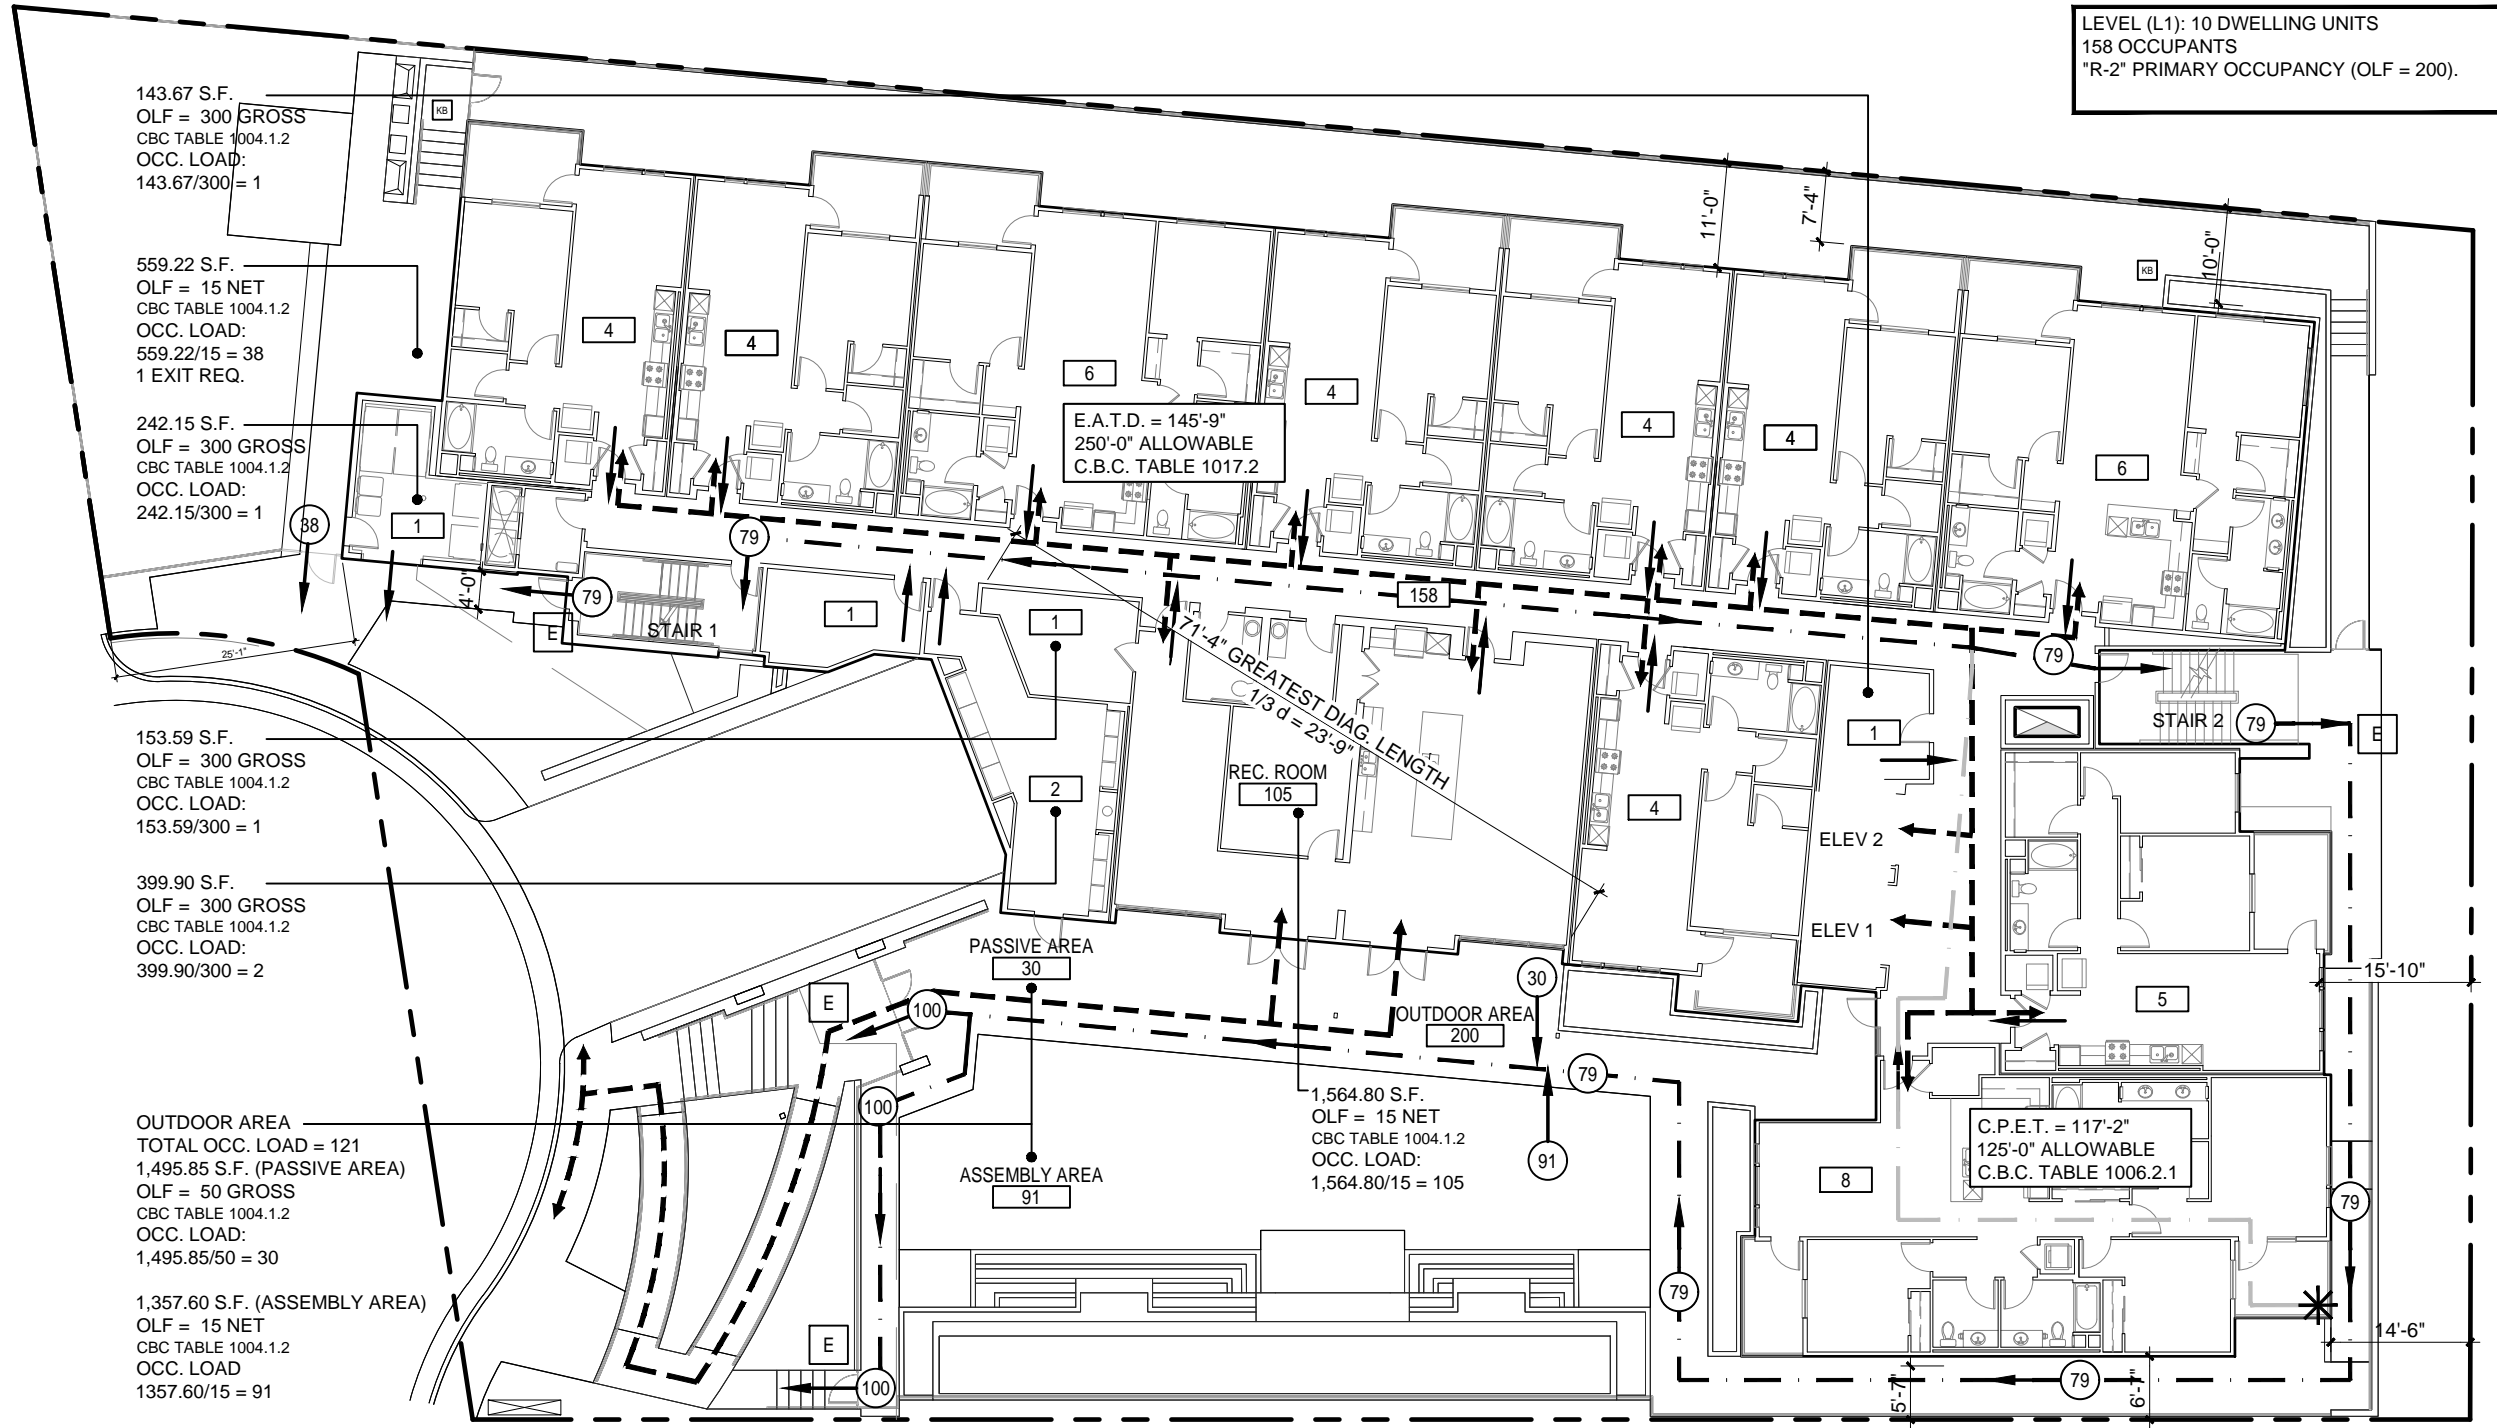 LEVEL (L1): 10 DWELLING UNITS
158 OCCUPANTS
"R-2" PRIMARY OCCUPANCY (OLF = 200).
143.67 S.F.
OLF = 300 GROSS
CBC TABLE 1004.1.2
OCC. LOAD:
143.67/300 = 1
KB
559.22 S.F.
OLF = 15 NET
CBC TABLE 1004.1.2
OCC. LOAD:
559.22/15 = 38
1 EXIT REQ.
242.15 S.F.
OLF = 300 GROSS
CBC TABLE 1004.1.2
OCC. LOAD:
242.15/300 = 1
11'-0"
7'-4"
10'-0"
KB
4
4
6
4
4
4
6
E.A.T.D. = 145'-9"
250'-0" ALLOWABLE
C.B.C. TABLE 1017.2
38
1
79
4'-0"
79
E
STAIR 1
1
1
158
25'-1"
71'-4" GREATEST DIAG. LENGTH
1/3 d = 23'-9"
79
STAIR 2
79
E
1
153.59 S.F.
OLF = 300 GROSS
CBC TABLE 1004.1.2
OCC. LOAD:
153.59/300 = 1
2
REC. ROOM
105
4
ELEV 2
ELEV 1
399.90 S.F.
OLF = 300 GROSS
CBC TABLE 1004.1.2
OCC. LOAD:
399.90/300 = 2
PASSIVE AREA
30
E
100
30
OUTDOOR AREA
200
79
15'-10"
5
100
OUTDOOR AREA
TOTAL OCC. LOAD = 121
1,495.85 S.F. (PASSIVE AREA)
OLF = 50 GROSS
CBC TABLE 1004.1.2
OCC. LOAD:
1,495.85/50 = 30
ASSEMBLY AREA
91
1,564.80 S.F.
OLF = 15 NET
CBC TABLE 1004.1.2
OCC. LOAD:
1,564.80/15 = 105
91
C.P.E.T. = 117'-2"
125'-0" ALLOWABLE
C.B.C. TABLE 1006.2.1
8
79
79
1,357.60 S.F. (ASSEMBLY AREA)
OLF = 15 NET
CBC TABLE 1004.1.2
OCC. LOAD
1357.60/15 = 91
E
100
14'-6"
5'-7"
79
6'-7"